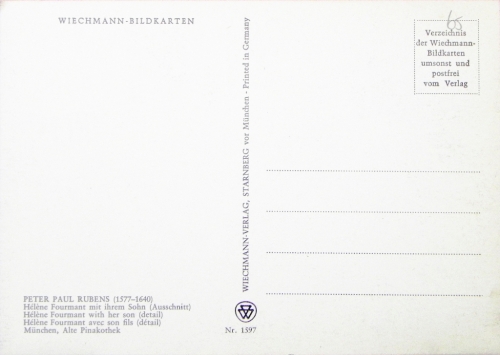 WIECHMANN-BILDKARTEN
65
Verzeichnis
der Wiechmann-
Bildkarten
umsonst und
postfrei
vom Verlag
WIECHMANN-VERLAG, STARNBERG vor München - Printed in Germany
PETER PAUL RUBENS (1577–1640)
Hélène Fourmant mit ihrem Sohn (Ausschnitt)
Hélène Fourmant with her son (detail)
Hélène Fourmant avec son fils (détail)
München, Alte Pinakothek
Nr. 1597